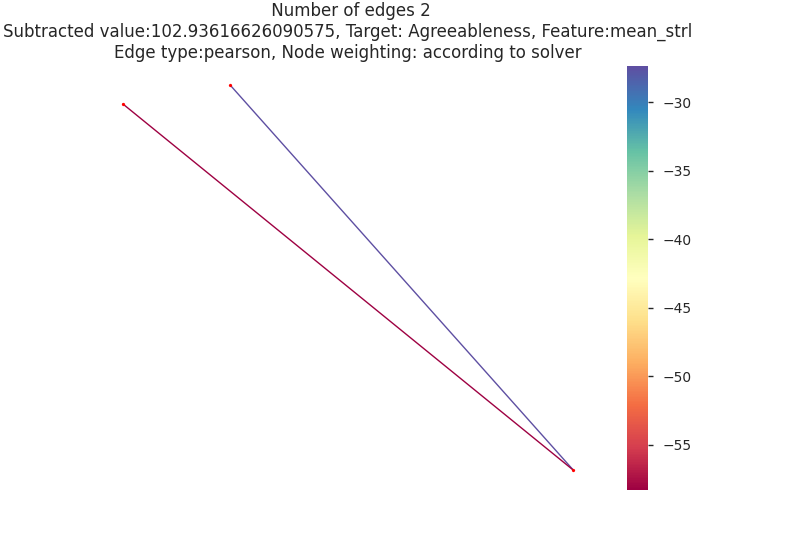 Number of edges 2
Subtracted value:102.93616626090575, Target: Agreeableness, Feature:mean_strl
Edge type:pearson, Node weighting: according to solver
−30
−35
−40
−45
−50
−55